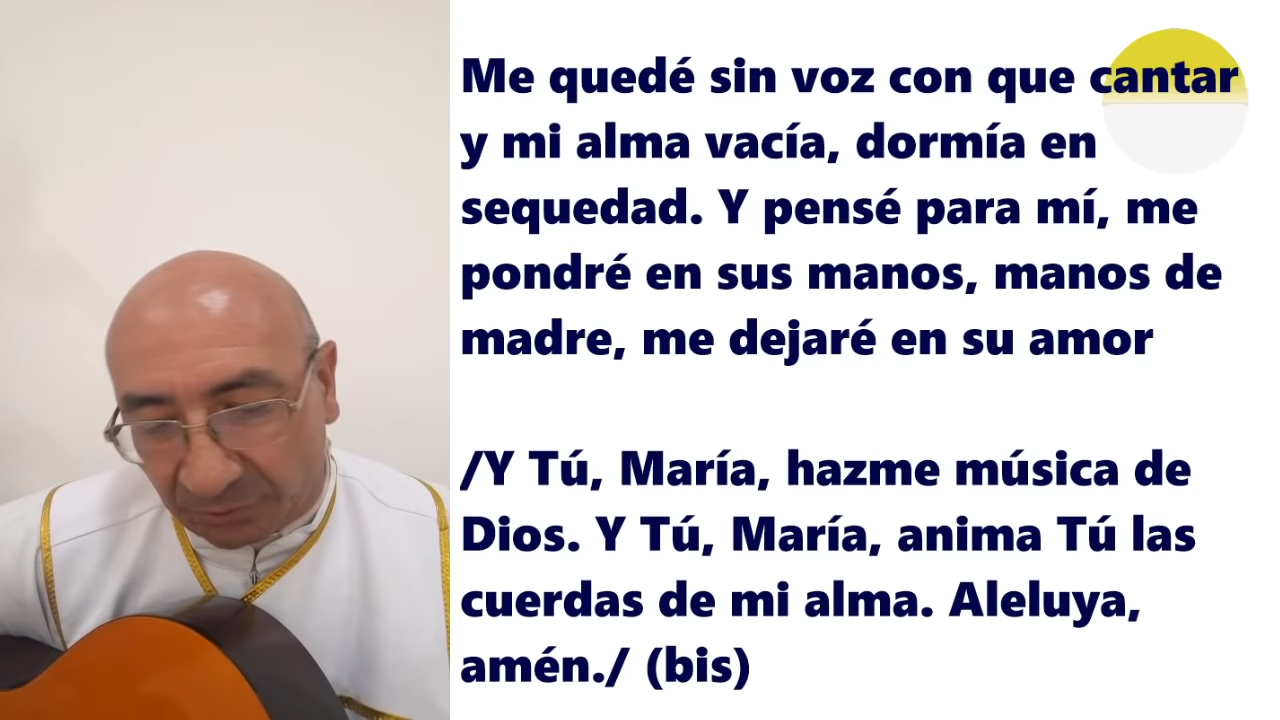 Me quedé sin voz con que cantar
y mi alma vacía, dormía en
sequedad. Y pensé para mí, me
pondré en sus manos, manos de
madre, me dejaré en su amor
/Y Tú, María, hazme música de
Dios. Y Tú, María, anima Tú las
cuerdas de mi alma. Aleluya,
amén./ (bis)